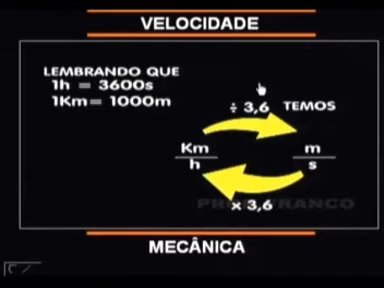 VELOCIDADE
LEMBRANDO QUE
1h = 3600s
1Km= 1000m
÷ 3,6 TEMOS
Km m
h s
x 3,6
MECÂNICA